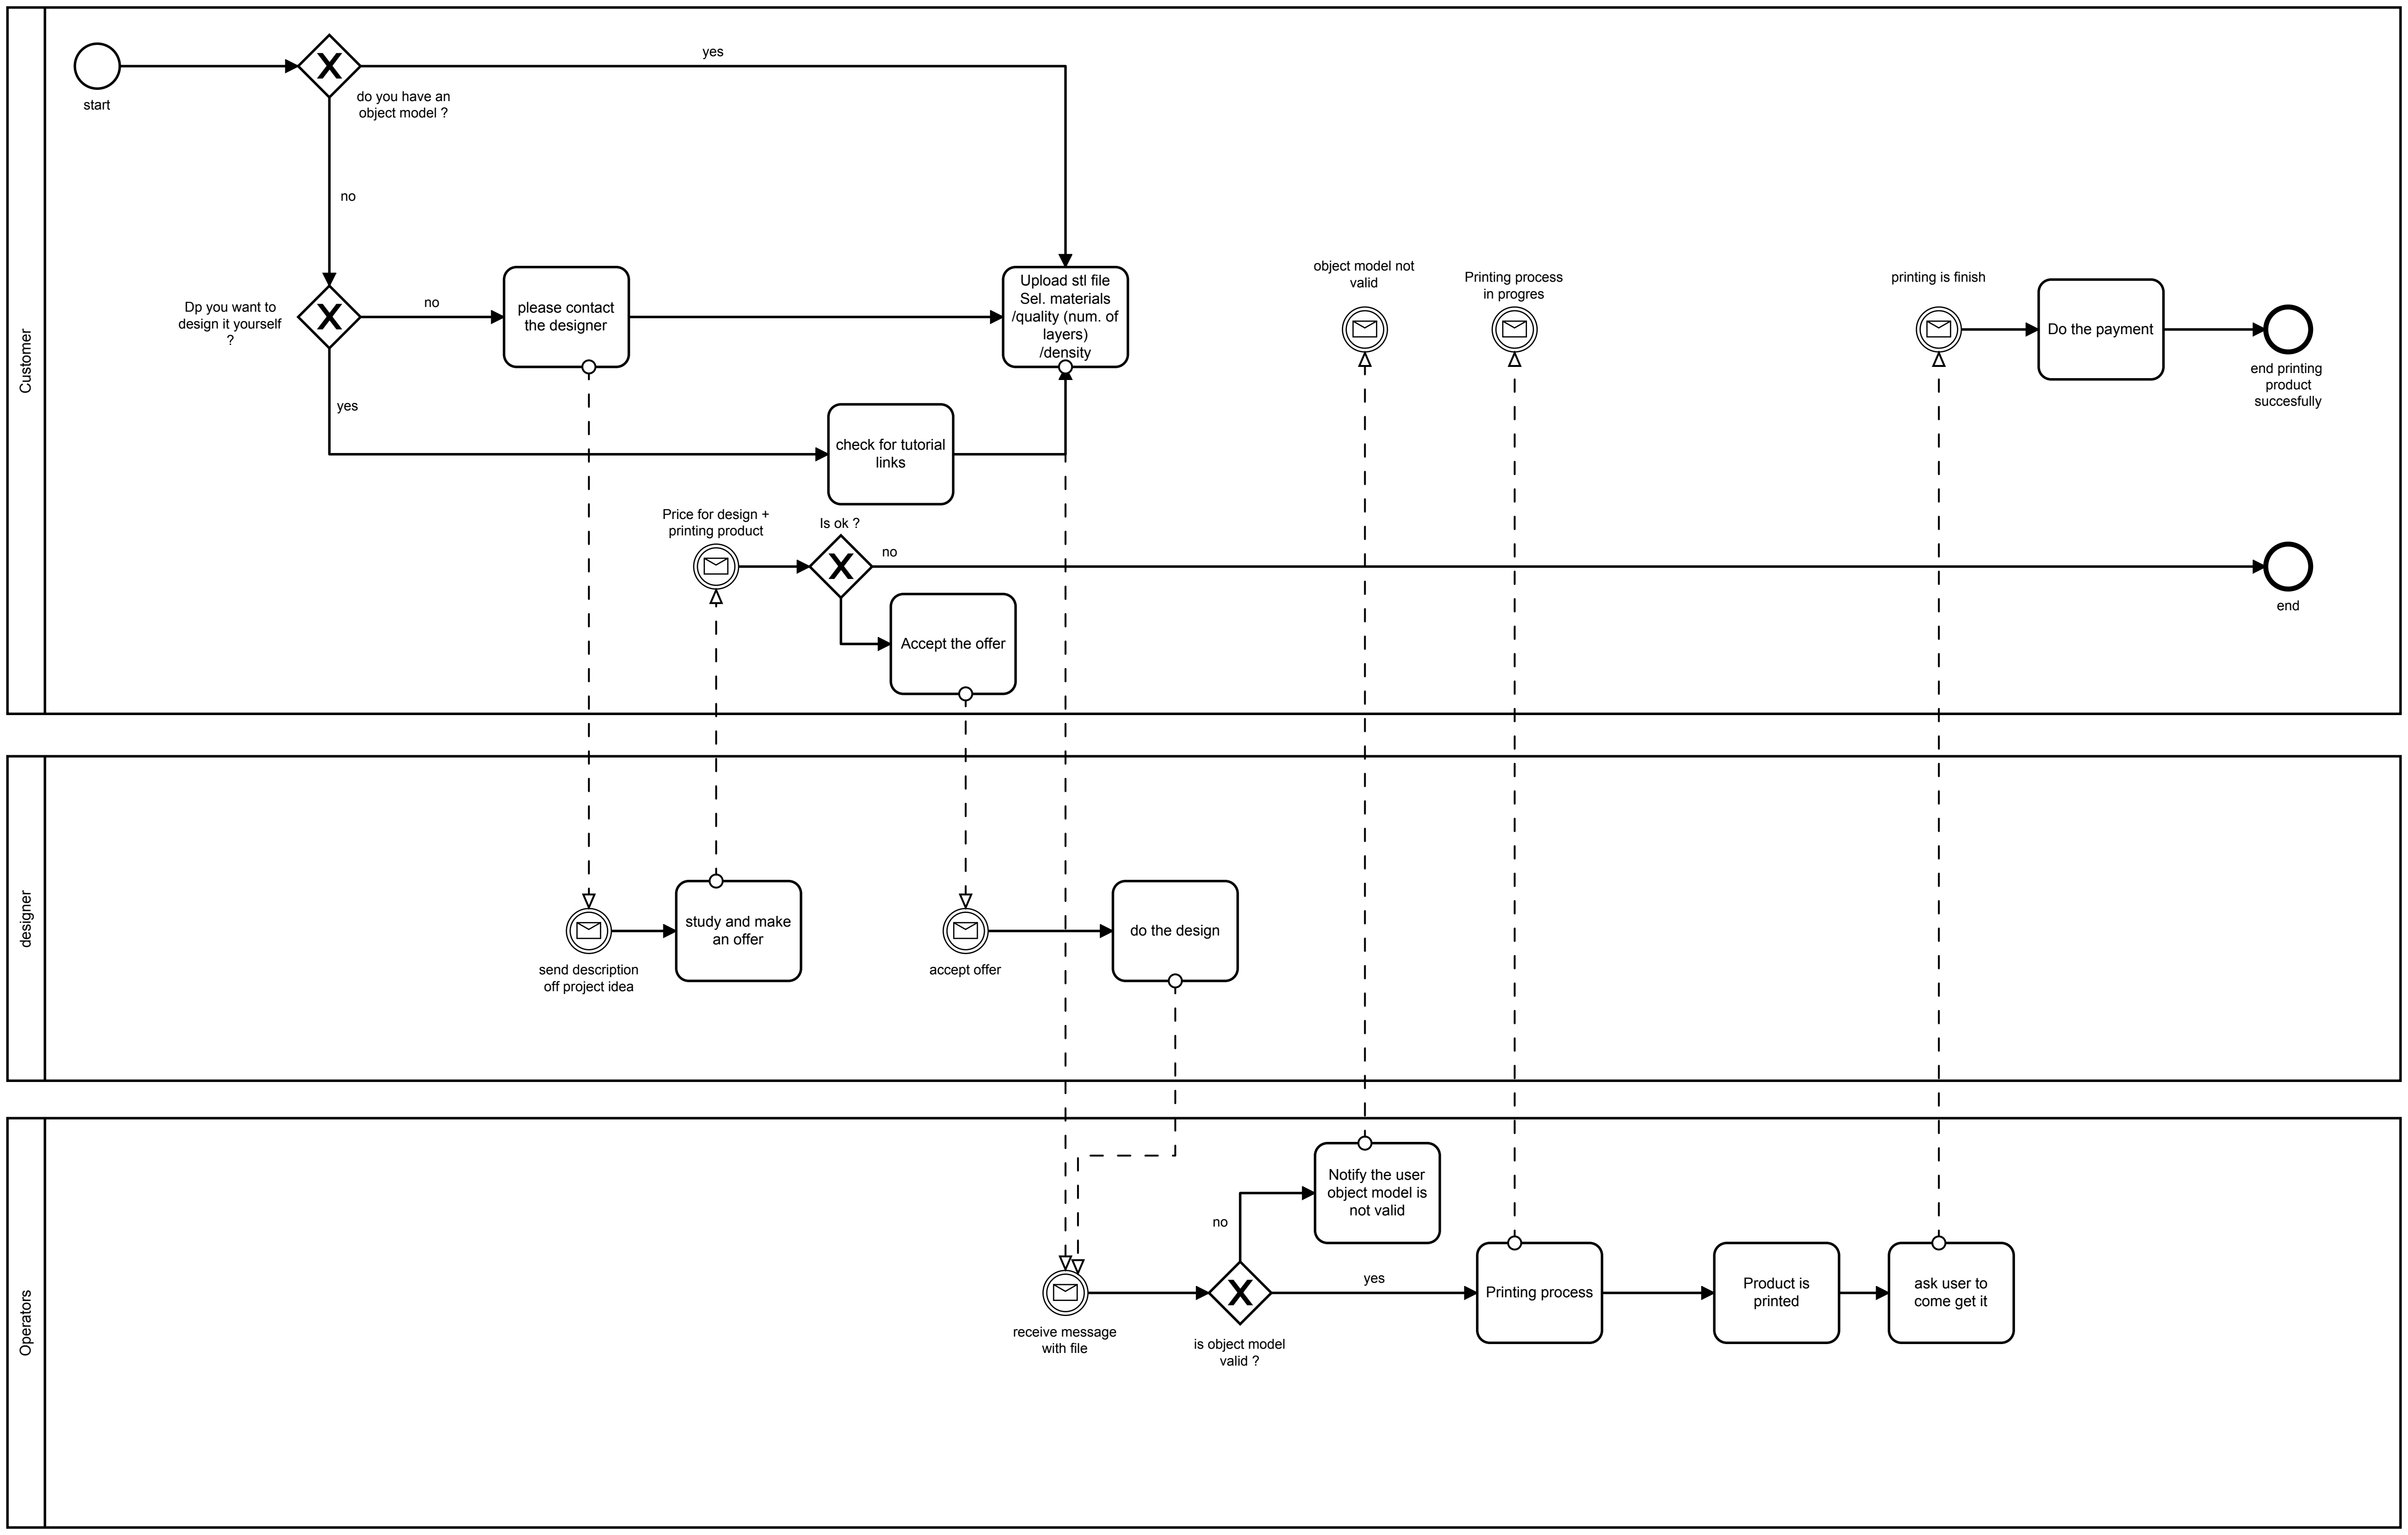 Customer
start
do you have an
object model ?
yes
no
Dp you want to
design it yourself
?
no
yes
please contact
the designer
Upload stl file
Sel. materials
/quality (num. of
layers)
/density
check for tutorial
links
object model not
valid
Printing process
in progres
printing is finish
Do the payment
end printing
product
succesfully
Price for design +
printing product
Is ok ?
no
Accept the offer
end
designer
send description
off project idea
study and make
an offer
accept offer
do the design
Operators
receive message
with file
is object model
valid ?
no
yes
Notify the user
object model is
not valid
Printing process
Product is
printed
ask user to
come get it